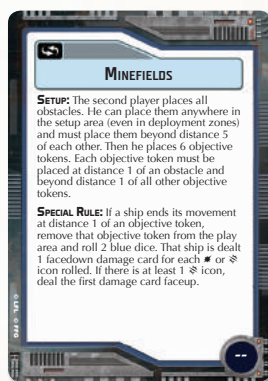 MINEFIELDS
SETUP: The second player places all
obstacles. He can place them anywhere in
the setup area (even in deployment zones)
and must place them beyond distance 5
of each other. Then he places 6 objective
tokens. Each objective token must be
placed at distance 1 of an obstacle and
beyond distance 1 of all other objective
tokens.
SPECIAL RULE: If a ship ends its movement
at distance 1 of an objective token,
remove that objective token from the play
area and roll 2 blue dice. That ship is dealt
1 facedown damage card for each or
icon rolled. If there is at least 1 icon,
deal the first damage card faceup.
© LFL © FFG
--